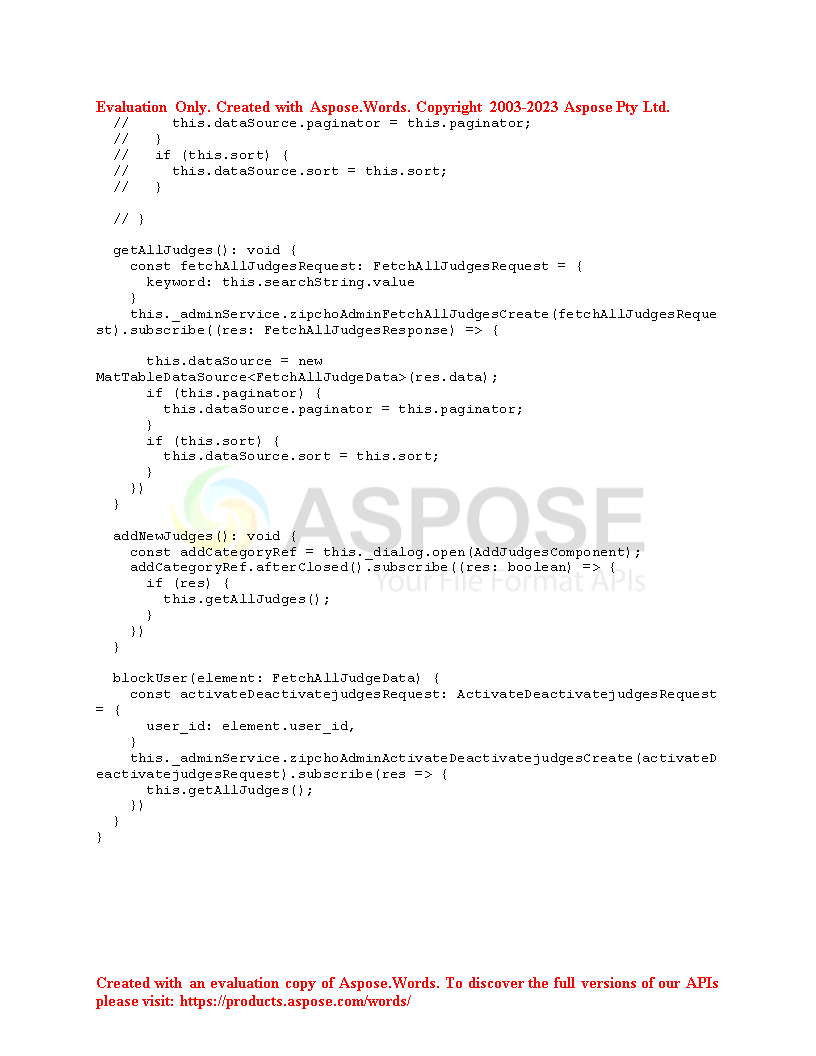 Evaluation Only. Created with Aspose.Words. Copyright 2003-2023 Aspose Pty Ltd.
  //     this.dataSource.paginator = this.paginator;
  //   }
  //   if (this.sort) {
  //     this.dataSource.sort = this.sort;
  //   }
  // }
  getAllJudges(): void {
    const fetchAllJudgesRequest: FetchAllJudgesRequest = {
      keyword: this.searchString.value
    }
    this._adminService.zipchoAdminFetchAllJudgesCreate(fetchAllJudgesReque
st).subscribe((res: FetchAllJudgesResponse) => {
      this.dataSource = new
MatTableDataSource<FetchAllJudgeData>(res.data);
      if (this.paginator) {
        this.dataSource.paginator = this.paginator;
      }
      if (this.sort) {
        this.dataSource.sort = this.sort;
      }
    })
  }
ASPOSE
  addNewJudges(): void {
    const addCategoryRef = this._dialog.open(AddJudgesComponent);
    addCategoryRef.afterClosed().subscribe((res: boolean) => {
Your File Format APIs
      if (res) {
        this.getAllJudges();
      }
    })
  }
  blockUser(element: FetchAllJudgeData) {
    const activateDeactivatejudgesRequest: ActivateDeactivatejudgesRequest
= {
      user_id: element.user_id,
    }
    this._adminService.zipchoAdminActivateDeactivatejudgesCreate(activateD
eactivatejudgesRequest).subscribe(res => {
      this.getAllJudges();
    })
  }
}
Created with an evaluation copy of Aspose.Words. To discover the full versions of our APIs
please visit: https://products.aspose.com/words/